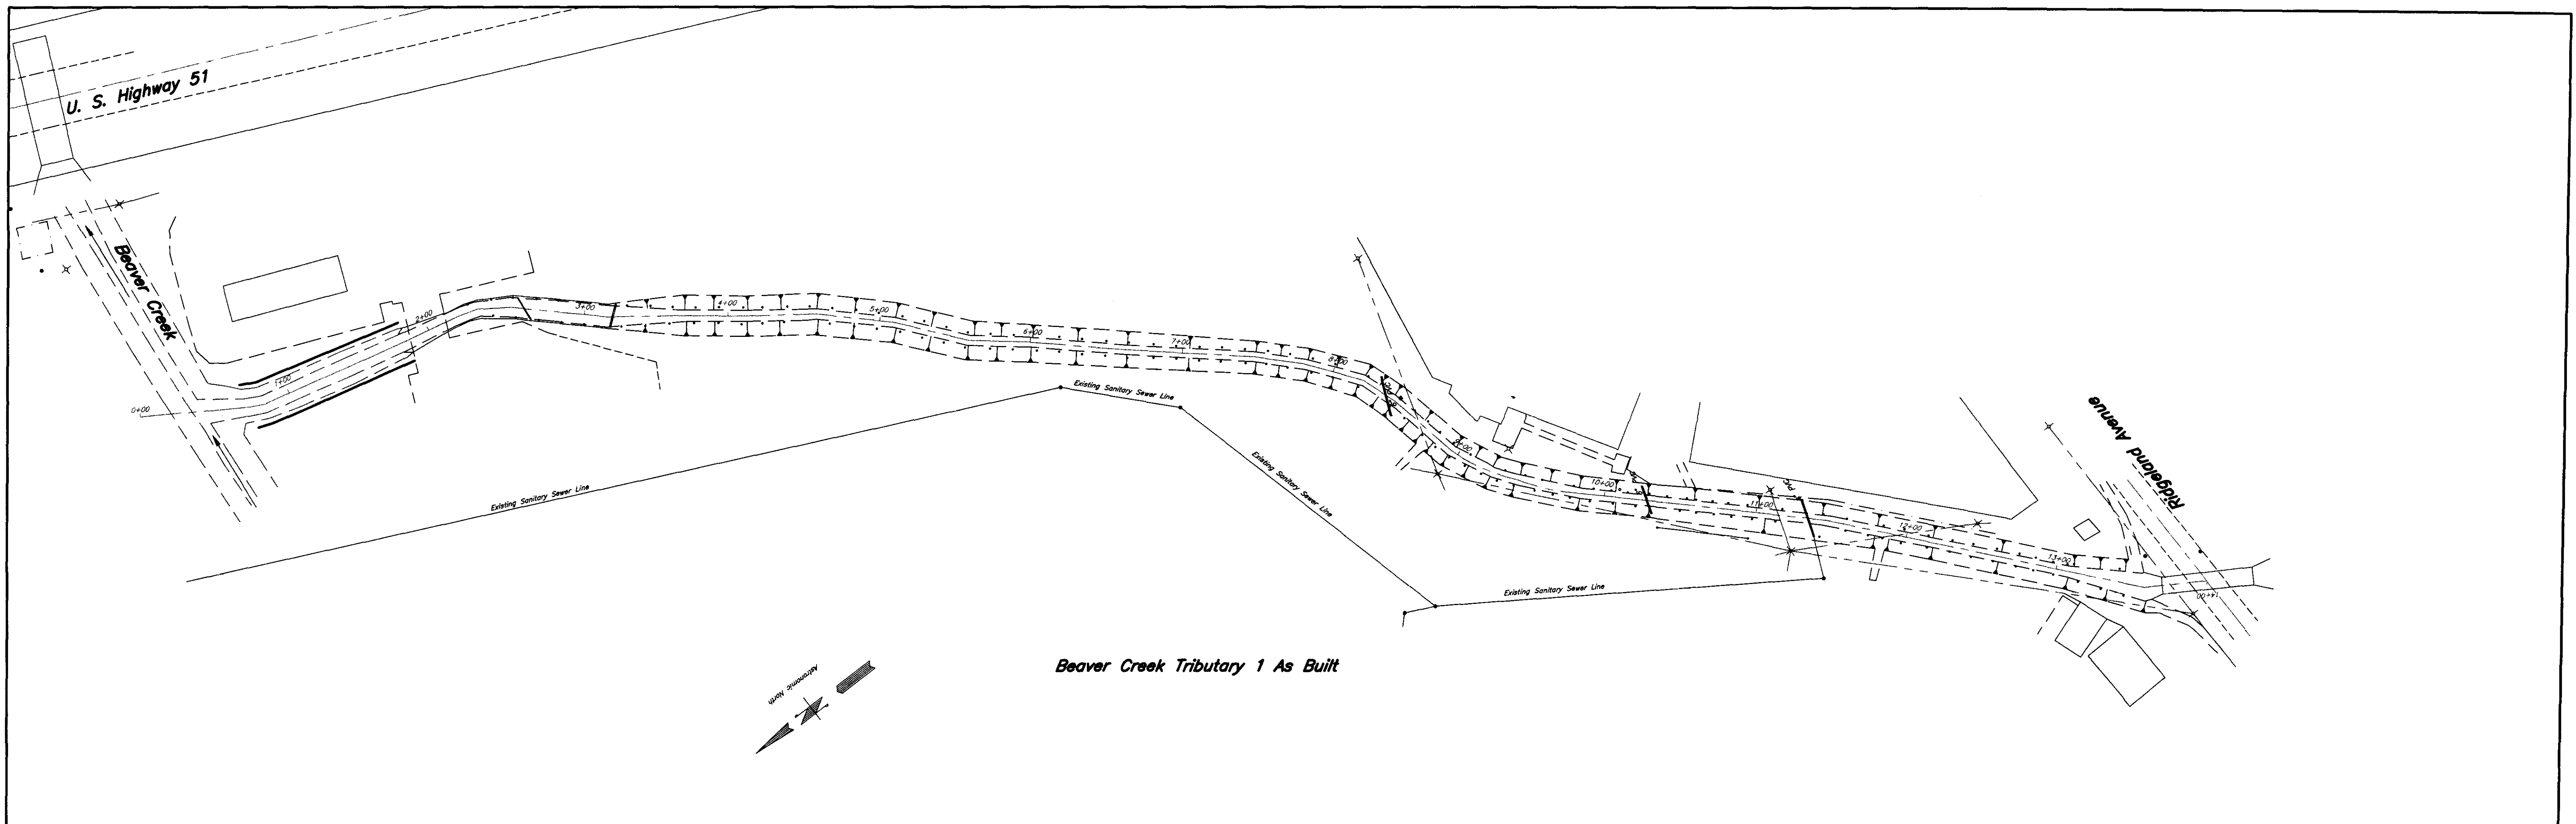 U. S. Highway 51
Beaver Creek
0+00
1+00
2+00
3+00
4+00
5+00
6+00
7+00
8+00
9+00
10+00
11+00
12+00
13+00
14+00
PVC
Ridgeland Avenue
Existing Sanitary Sewer Line
Existing Sanitary Sewer Line
Existing Sanitary Sewer Line
Existing Sanitary Sewer Line
Astronomic North
Beaver Creek Tributary 1 As Built